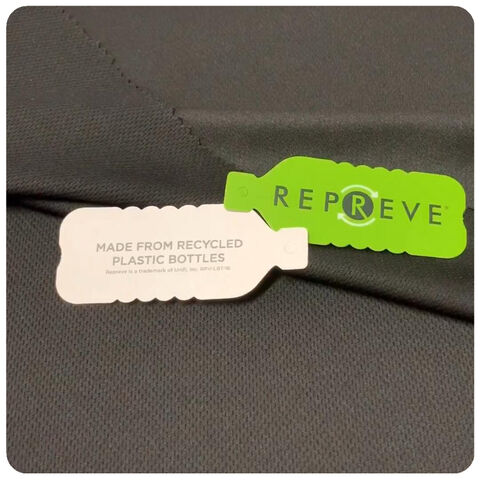 REPREVE
MADE FROM RECYCLED
PLASTIC BOTTLES
Repreve is a trademark of Unifi, Inc.